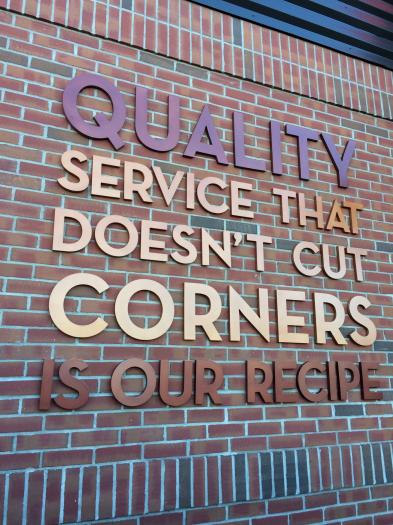 QUALITY
SERVICE THAT
DOESN'T CUT
CORNERS
IS OUR RECIPE